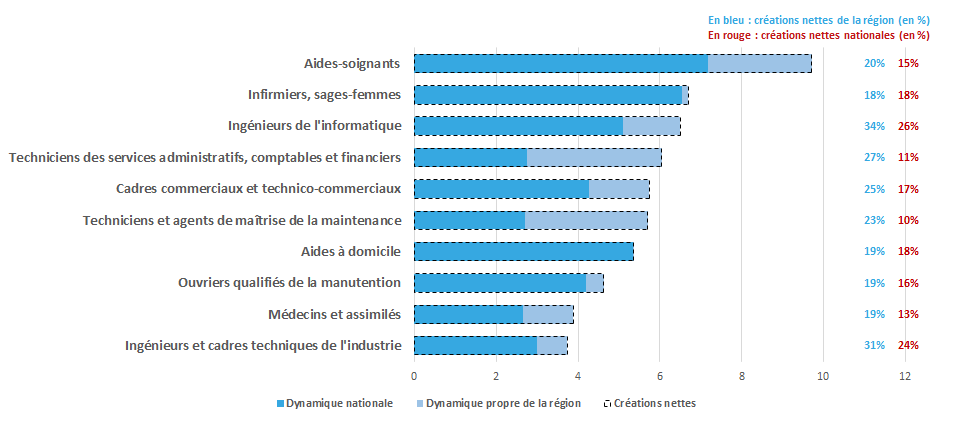 En bleu : créations nettes de la région (en %)
En rouge : créations nettes nationales (en %)
Aides-soignants 20% 15%
Infirmiers, sages-femmes 18% 18%
Ingénieurs de l'informatique 34% 26%
Techniciens des services administratifs, comptables et financiers 27% 11%
Cadres commerciaux et technico-commerciaux 25% 17%
Techniciens et agents de maîtrise de la maintenance 23% 10%
Aides à domicile 19% 18%
Ouvriers qualifiés de la manutention 19% 16%
Médecins et assimilés 19% 13%
Ingénieurs et cadres techniques de l'industrie 31% 24%
0 2 4 6 8 10 12
Dynamique nationale Dynamique propre de la région Créations nettes